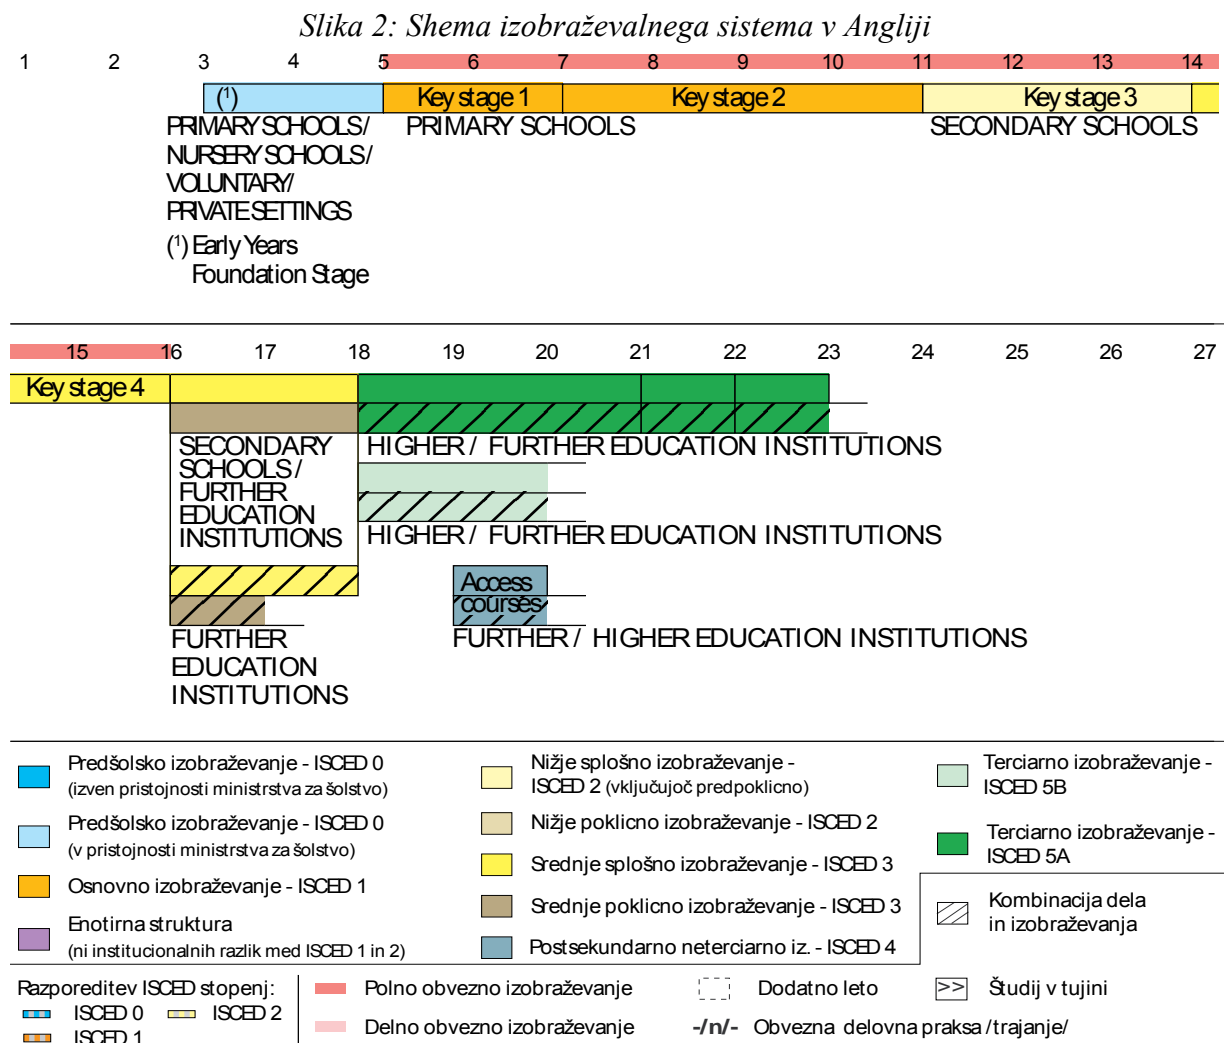 Slika 2: Shema izobraževalnega sistema v Angliji
1 2 3 4 5 6 7 8 9 10 11 12 13 14
(¹) Key stage 1 Key stage 2 Key stage 3
PRIMARY SCHOOLS / PRIMARY SCHOOLS SECONDARY SCHOOLS
NURSERY SCHOOLS /
VOLUNTARY/
PRIVATE SETTINGS
(¹) Early Years
Foundation Stage
15 16 17 18 19 20 21 22 23 24 25 26 27
Key stage 4
SECONDARY
SCHOOLS /
FURTHER
EDUCATION
INSTITUTIONS
HIGHER / FURTHER EDUCATION INSTITUTIONS
HIGHER / FURTHER EDUCATION INSTITUTIONS
Access
courses
FURTHER
EDUCATION
INSTITUTIONS
FURTHER / HIGHER EDUCATION INSTITUTIONS
Predšolsko izobraževanje - ISCED 0
(izven pristojnosti ministrstva za šolstvo)
Predšolsko izobraževanje - ISCED 0
(v pristojnosti ministrstva za šolstvo)
Osnovno izobraževanje - ISCED 1
Enotirna struktura
(ni institucionalnih razlik med ISCED 1 in 2)
Nižje splošno izobraževanje -
ISCED 2 (vključujoč predpoklicno)
Nižje poklicno izobraževanje - ISCED 2
Srednje splošno izobraževanje - ISCED 3
Srednje poklicno izobraževanje - ISCED 3
Postsekundarno neterciarno iz. - ISCED 4
Terciarno izobraževanje -
ISCED 5B
Terciarno izobraževanje -
ISCED 5A
Kombinacija dela
in izobraževanja
Razporeditev ISCED stopenj:
ISCED 0 ISCED 2
ISCED 1
Polno obvezno izobraževanje
Delno obvezno izobraževanje
Dodatno leto
-/n/- Obvezna delovna praksa /trajanje/
>> Študij v tujini